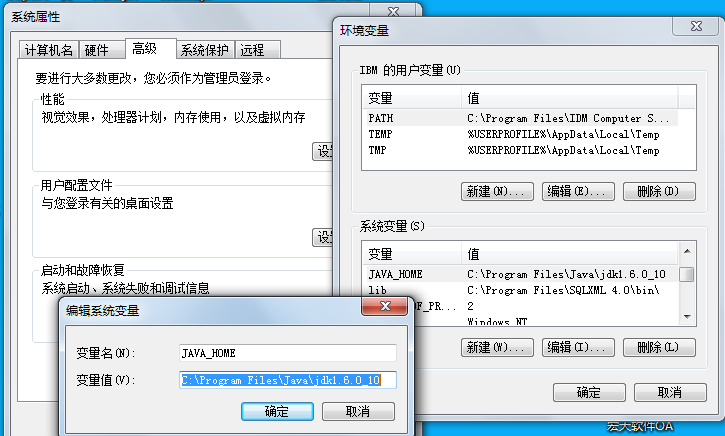 系统属性
计算机名 硬件 高级 系统保护 远程
要进行大多数更改，您必须作为管理员登录。
性能
视觉效果，处理器计划，内存使用，以及虚拟内存
用户配置文件
与您登录有关的桌面设置
启动和故障恢复
系统启动、系统失败和调试信息
环境变量
IBM 的用户变量(U)
变量 值
PATH C:\Program Files\IDM Computer S...
TEMP %USERPROFILE%\AppData\Local\Temp
TMP %USERPROFILE%\AppData\Local\Temp
新建(N)... 编辑(E)... 删除(D)
系统变量(S)
变量 值
JAVA_HOME C:\Program Files\Java\jdk1.6.0_10
lib C:\Program Files\SQLXML 4.0\bin\
OF_PR... 2
Windows_NT
新建(W)... 编辑(I)... 删除(L)
确定 取消
编辑系统变量
变量名(N): JAVA_HOME
变量值(V): C:\Program Files\Java\jdk1.6.0_10
确定 取消
宏天软件OA